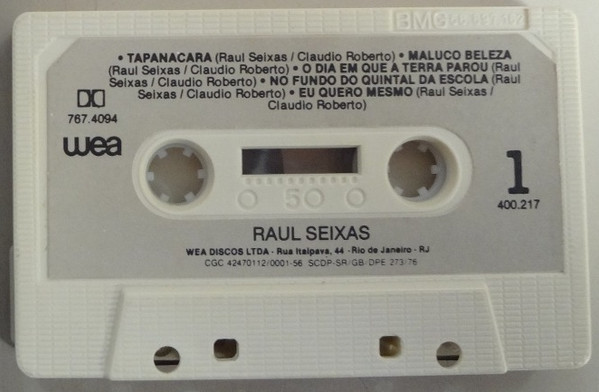 • TAPANACARA (Raul Seixas / Claudio Roberto) • MALUCO BELEZA
(Raul Seixas / Claudio Roberto) • O DIA EM QUE A TERRA PAROU (Raul
Seixas / Claudio Roberto) • NO FUNDO DO QUINTAL DA ESCOLA (Raul
Seixas / Claudio Roberto) • EU QUERO MESMO (Raul Seixas /
Claudio Roberto)
767.4094
wea
50
1
400.217
RAUL SEIXAS
WEA DISCOS LTDA - Rua Itaipava, 44 - Rio de Janeiro - RJ
CGC 42470112/0001-56 SCDP-SR/GB/DPE 273/76